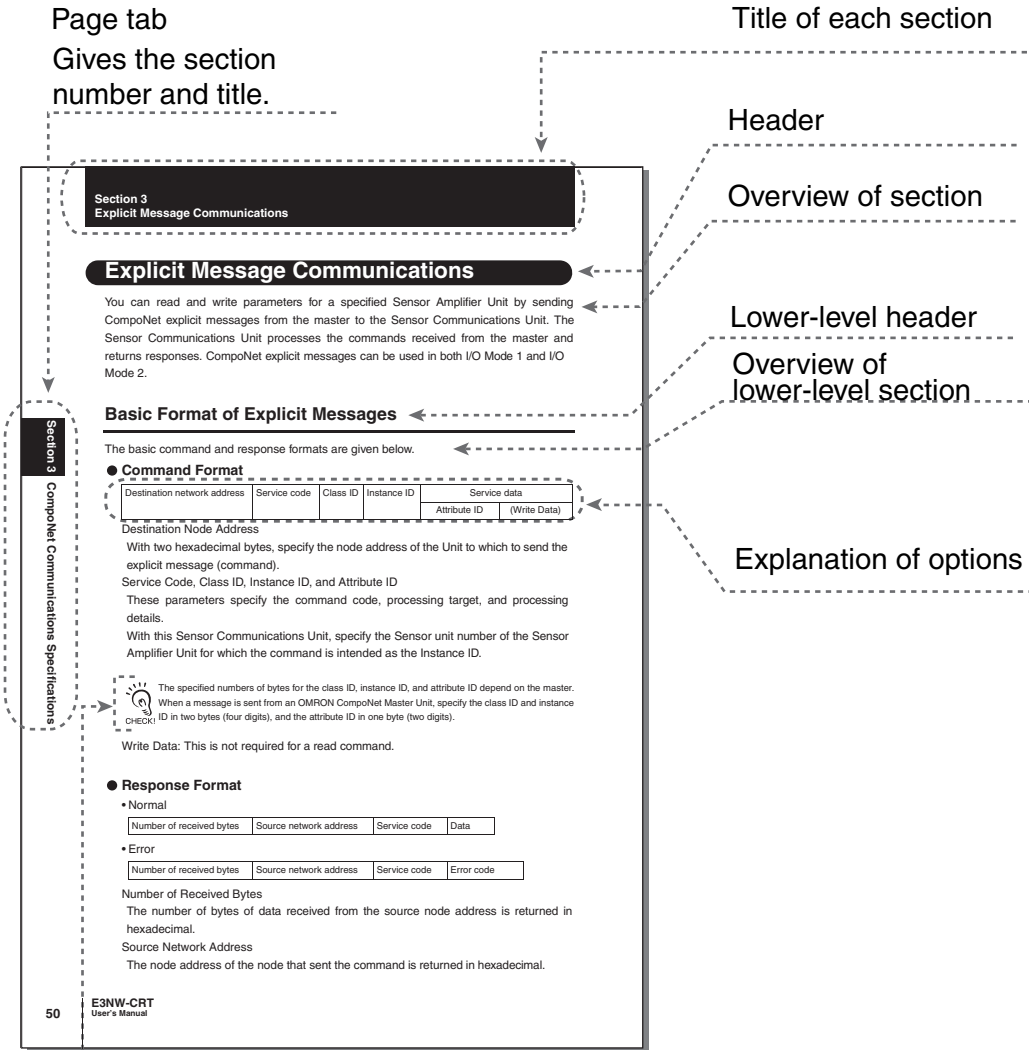 Page tab
Gives the section
number and title.
Title of each section
Header
Overview of section
Lower-level header
Overview of
lower-level section
Explanation of options
Section 3
Explicit Message Communications
Explicit Message Communications
You can read and write parameters for a specified Sensor Amplifier Unit by sending
CompoNet explicit messages from the master to the Sensor Communications Unit. The
Sensor Communications Unit processes the commands received from the master and
returns responses. CompoNet explicit messages can be used in both I/O Mode 1 and I/O
Mode 2.
Basic Format of Explicit Messages
The basic command and response formats are given below.
● Command Format
Destination network address Service code Class ID Instance ID Service data
Attribute ID (Write Data)
Destination Node Address
With two hexadecimal bytes, specify the node address of the Unit to which to send the
explicit message (command).
Service Code, Class ID, Instance ID, and Attribute ID
These parameters specify the command code, processing target, and processing
details.
With this Sensor Communications Unit, specify the Sensor unit number of the Sensor
Amplifier Unit for which the command is intended as the Instance ID.
The specified numbers of bytes for the class ID, instance ID, and attribute ID depend on the master.
When a message is sent from an OMRON CompoNet Master Unit, specify the class ID and instance
CHECK! ID in two bytes (four digits), and the attribute ID in one byte (two digits).
Write Data: This is not required for a read command.
● Response Format
• Normal
Number of received bytes Source network address Service code Data
• Error
Number of received bytes Source network address Service code Error code
Number of Received Bytes
The number of bytes of data received from the source node address is returned in
hexadecimal.
Source Network Address
The node address of the node that sent the command is returned in hexadecimal.
Section 3 CompoNet Communications Specifications
50
E3NW-CRT
User's Manual